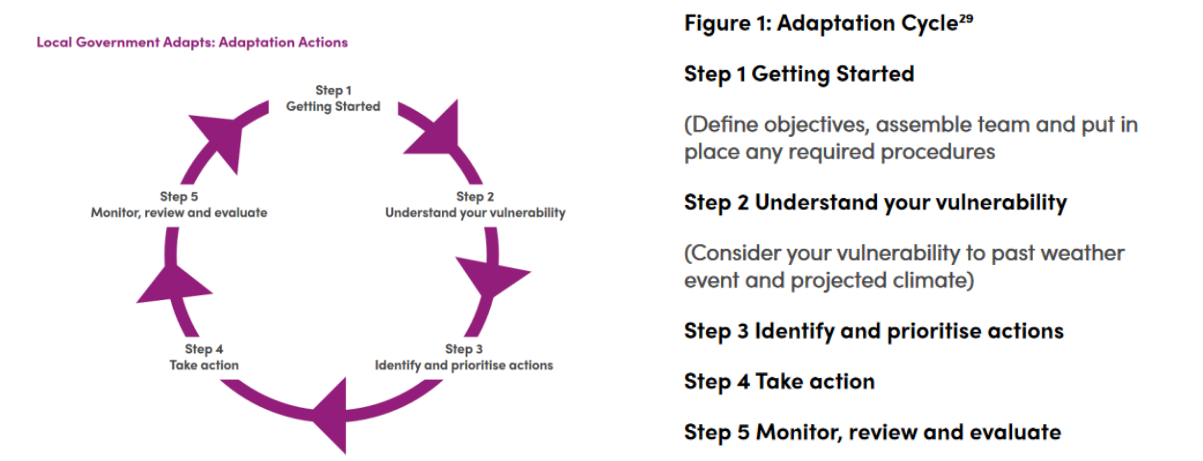 Local Government Adapts: Adaptation Actions
Step 1
Getting Started
Step 2
Understand your vulnerability
Step 3
Identify and prioritise actions
Step 4
Take action
Step 5
Monitor, review and evaluate
Figure 1: Adaptation Cycle²⁹
Step 1 Getting Started
(Define objectives, assemble team and put in
place any required procedures
Step 2 Understand your vulnerability
(Consider your vulnerability to past weather
event and projected climate)
Step 3 Identify and prioritise actions
Step 4 Take action
Step 5 Monitor, review and evaluate